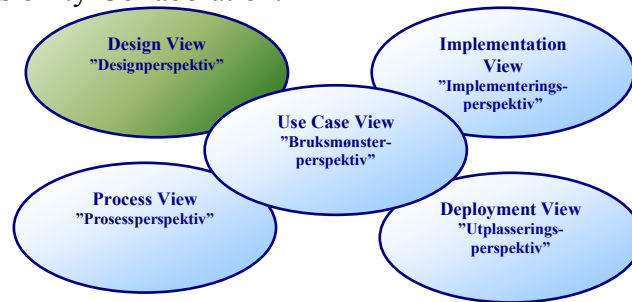 Design View
”Designperspektiv”
Implementation
View
”Implementerings-
perspektiv”
Use Case View
”Bruksmønster-
perspektiv”
Process View
”Prosessperspektiv”
Deployment View
”Utplasserings-
perspektiv”